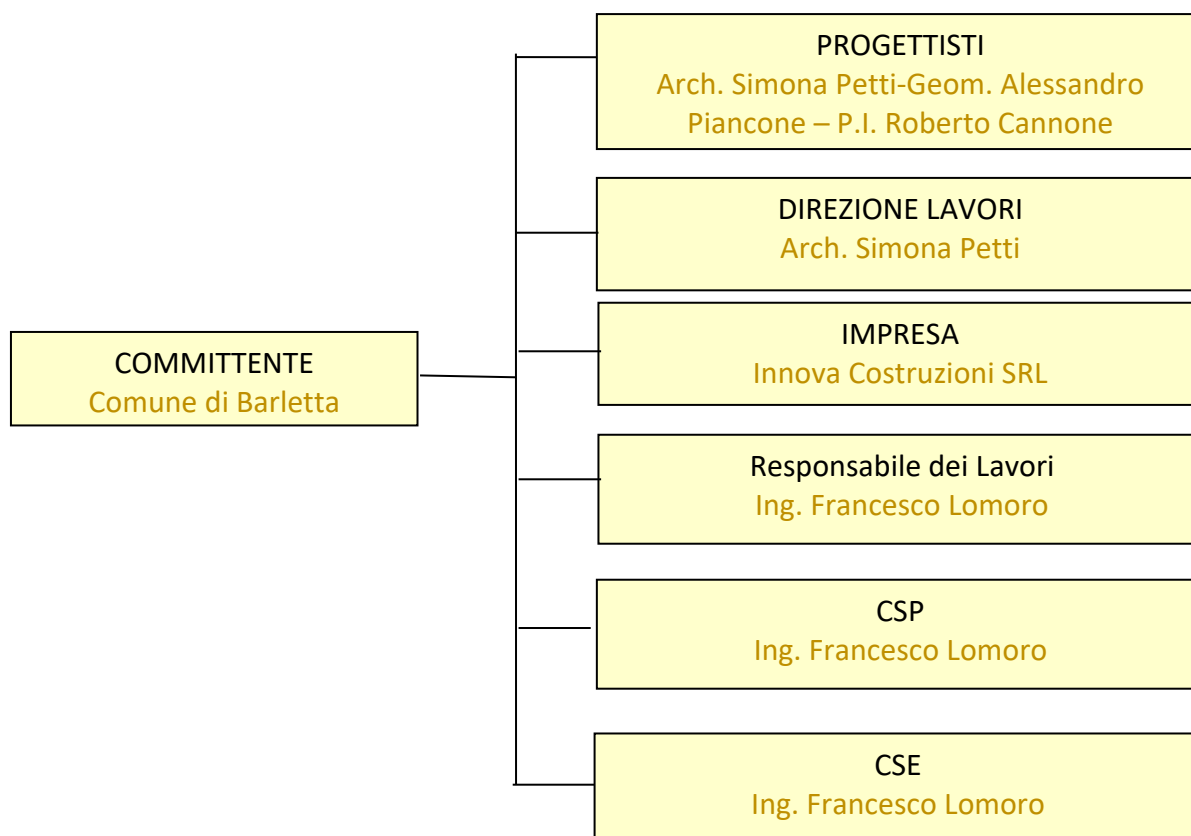 PROGETTISTI
Arch. Simona Petti-Geom. Alessandro
Piancone – P.I. Roberto Cannone
DIREZIONE LAVORI
Arch. Simona Petti
IMPRESA
Innova Costruzioni SRL
COMMITTENTE
Comune di Barletta
Responsabile dei Lavori
Ing. Francesco Lomoro
CSP
Ing. Francesco Lomoro
CSE
Ing. Francesco Lomoro